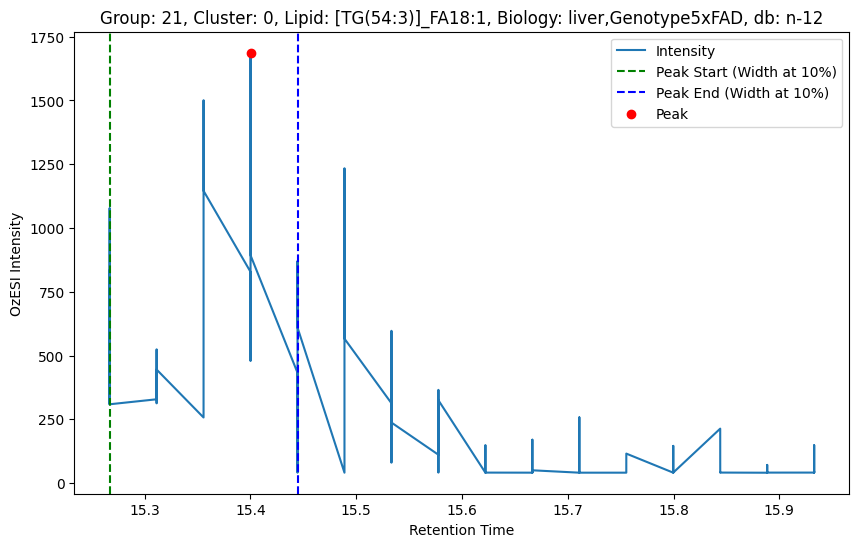 Group: 21, Cluster: 0, Lipid: [TG(54:3)]_FA18:1, Biology: liver,Genotype5xFAD, db: n-12
1750
1500
1250
1000
750
500
250
0
OzESI Intensity
Intensity
Peak Start (Width at 10%)
Peak End (Width at 10%)
Peak
15.3 15.4 15.5 15.6 15.7 15.8 15.9
Retention Time